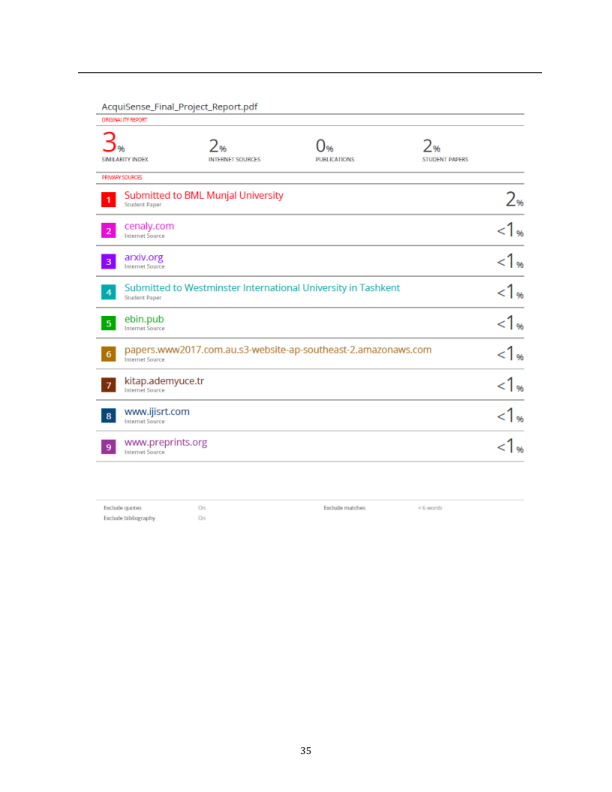 AcquiSense_Final_Project_Report.pdf
ORIGINALITY REPORT
3% 2% 0% 2%
SIMILARITY INDEX INTERNET SOURCES PUBLICATIONS STUDENT PAPERS
PRIMARY SOURCES
1 Submitted to BML Munjal University 2%
Student Paper
2 cenaly.com <1%
Internet Source
3 arxiv.org <1%
Internet Source
4 Submitted to Westminster International University in Tashkent <1%
Student Paper
5 ebin.pub <1%
Internet Source
6 papers.www2017.com.au.s3-website-ap-southeast-2.amazonaws.com <1%
Internet Source
7 kitap.ademyuce.tr <1%
Internet Source
8 www.ijisrt.com <1%
Internet Source
9 www.preprints.org <1%
Internet Source
Exclude quotes On Exclude matches < 6 words
Exclude bibliography On
35